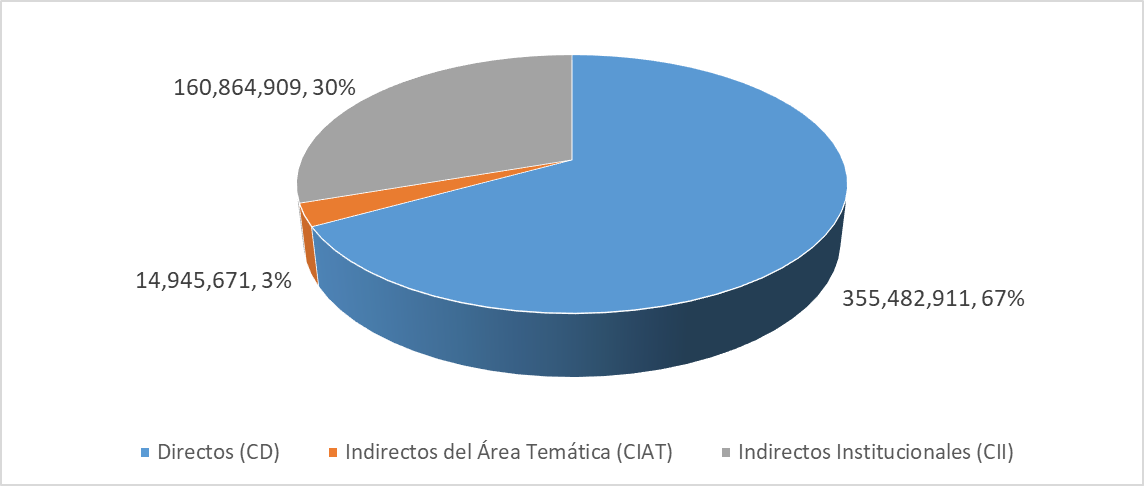 160,864,909, 30%
14,945,671, 3%
355,482,911, 67%
Directos (CD)
Indirectos del Área Temática (CIAT)
Indirectos Institucionales (CII)